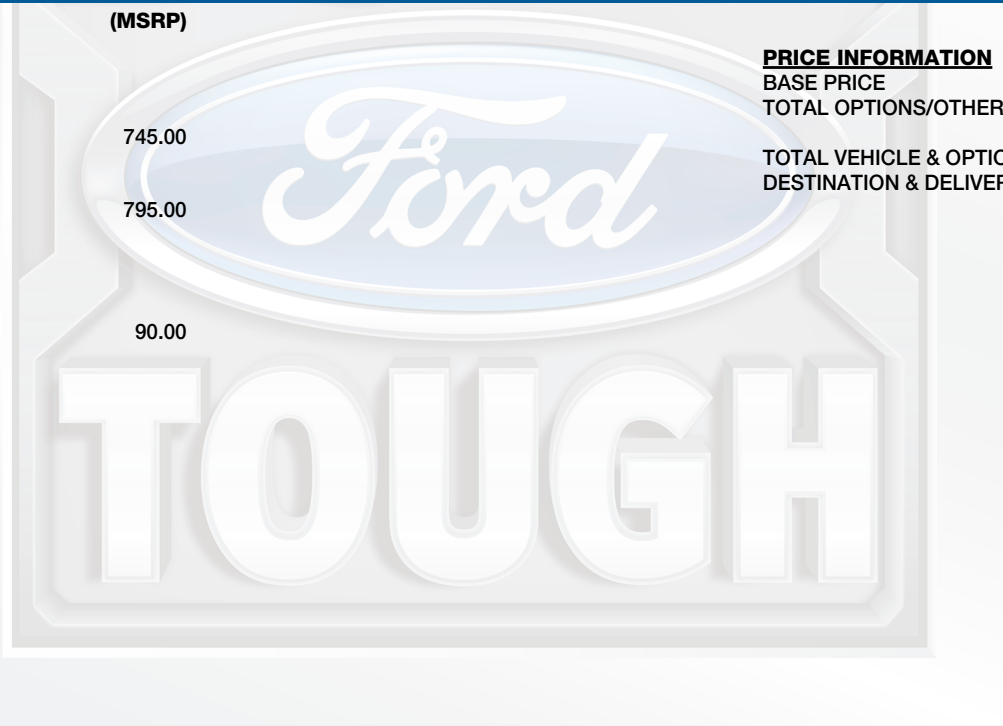 (MSRP)
745.00
795.00
90.00
PRICE INFORMATION
BASE PRICE
TOTAL OPTIONS/OTHER
TOTAL VEHICLE & OPTIO
DESTINATION & DELIVER
Ford
TOUGH